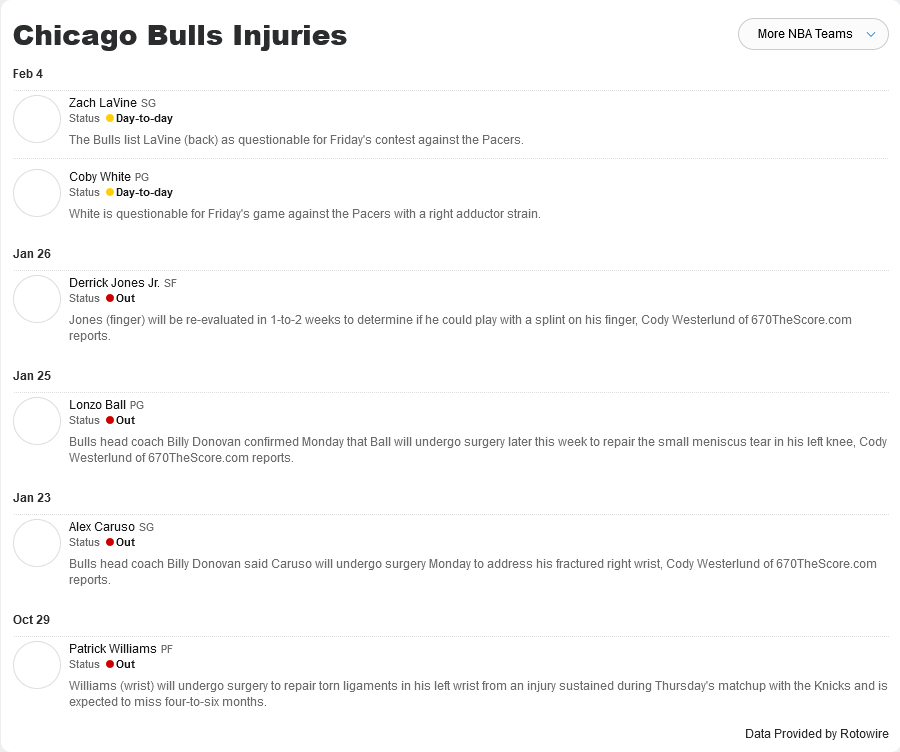 Chicago Bulls Injuries
More NBA Teams
Feb 4
Zach LaVine SG
Status Day-to-day
The Bulls list LaVine (back) as questionable for Friday's contest against the Pacers.
Coby White PG
Status Day-to-day
White is questionable for Friday's game against the Pacers with a right adductor strain.
Jan 26
Derrick Jones Jr. SF
Status Out
Jones (finger) will be re-evaluated in 1-to-2 weeks to determine if he could play with a splint on his finger, Cody Westerlund of 670TheScore.com
reports.
Jan 25
Lonzo Ball PG
Status Out
Bulls head coach Billy Donovan confirmed Monday that Ball will undergo surgery later this week to repair the small meniscus tear in his left knee, Cody
Westerlund of 670TheScore.com reports.
Jan 23
Alex Caruso SG
Status Out
Bulls head coach Billy Donovan said Caruso will undergo surgery Monday to address his fractured right wrist, Cody Westerlund of 670TheScore.com
reports.
Oct 29
Patrick Williams PF
Status Out
Williams (wrist) will undergo surgery to repair torn ligaments in his left wrist from an injury sustained during Thursday's matchup with the Knicks and is
expected to miss four-to-six months.
Data Provided by Rotowire